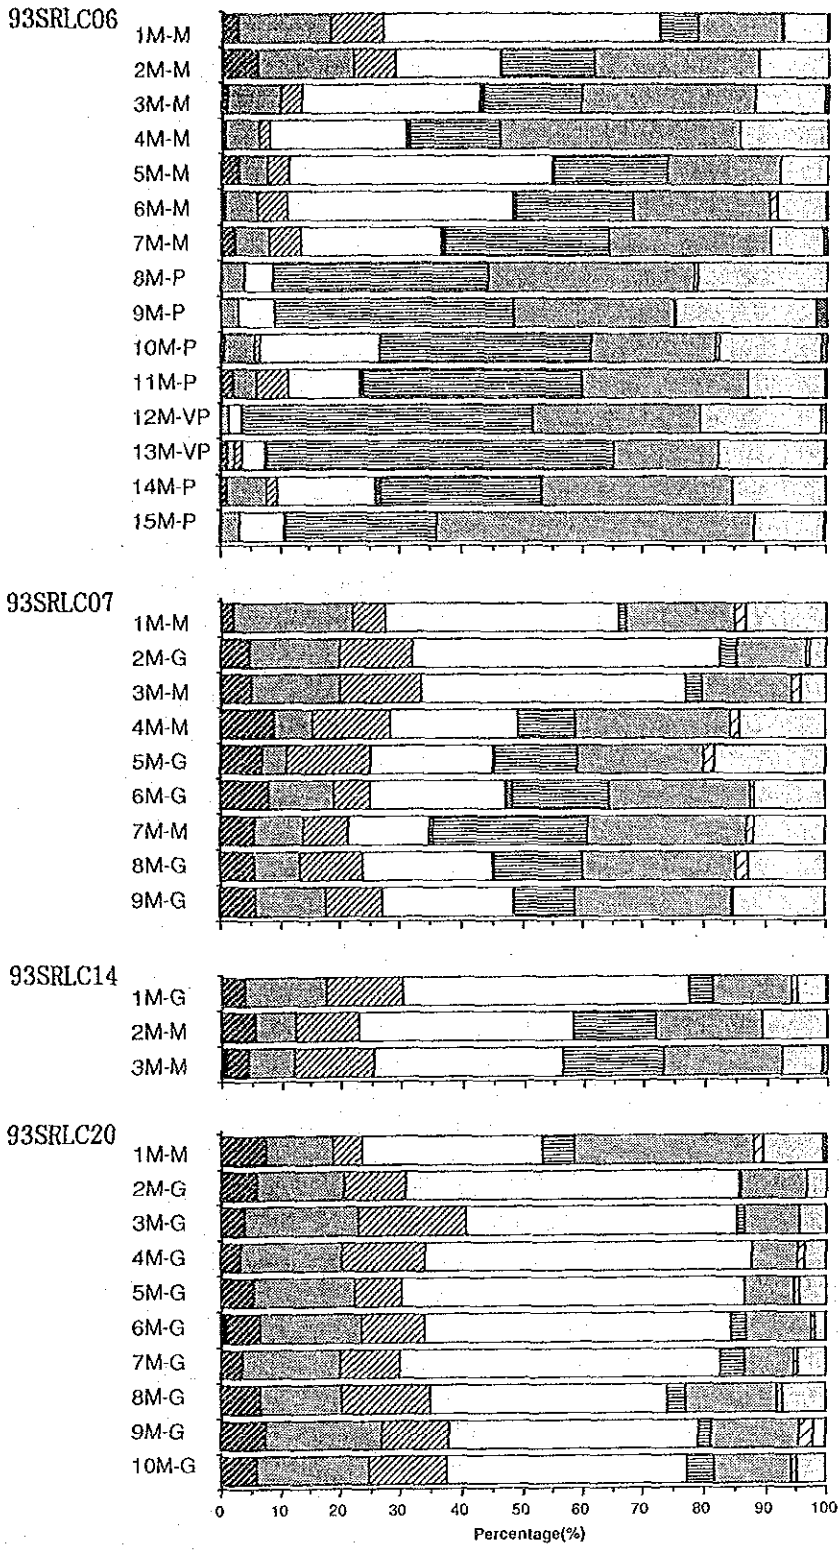 93SRLC06
1M-M
2M-M
3M-M
4M-M
5M-M
6M-M
7M-M
8M-P
9M-P
10M-P
11M-P
12M-VP
13M-VP
14M-P
15M-P
93SRLC07
1M-M
2M-G
3M-M
4M-M
5M-G
6M-G
7M-M
8M-G
9M-G
93SRLC14
1M-G
2M-M
3M-M
93SRLC20
1M-M
2M-G
3M-G
4M-G
5M-G
6M-G
7M-G
8M-G
9M-G
10M-G
0 10 20 30 40 50 60 70 80 90 100
Percentage(%)